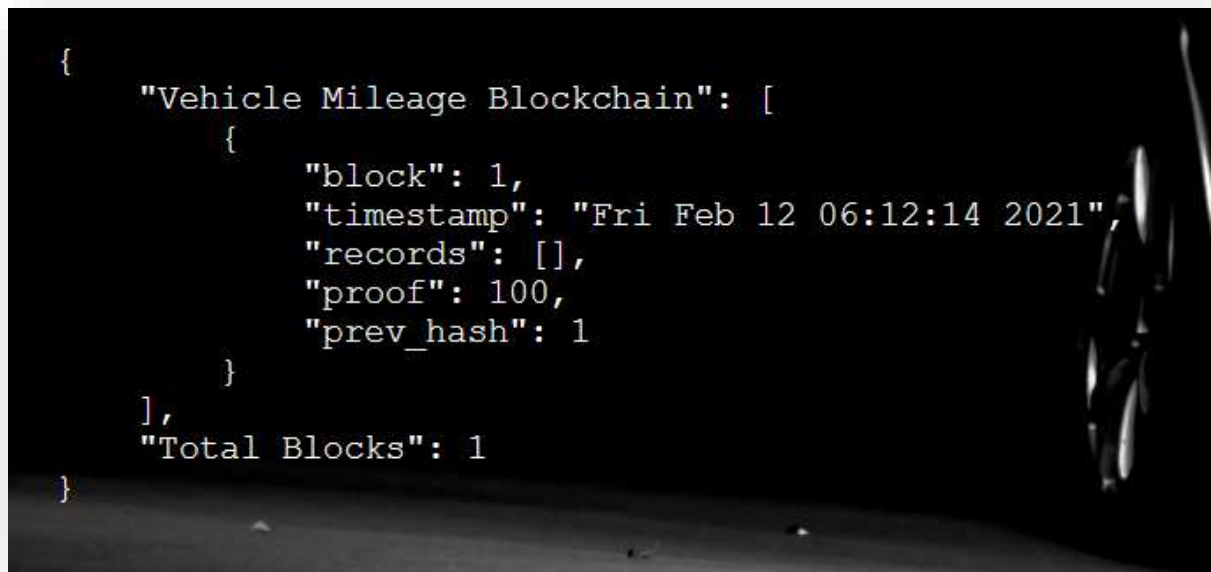 {
"Vehicle Mileage Blockchain": [
{
"block": 1,
"timestamp": "Fri Feb 12 06:12:14 2021",
"records": [],
"proof": 100,
"prev_hash": 1
}
],
"Total Blocks": 1
}